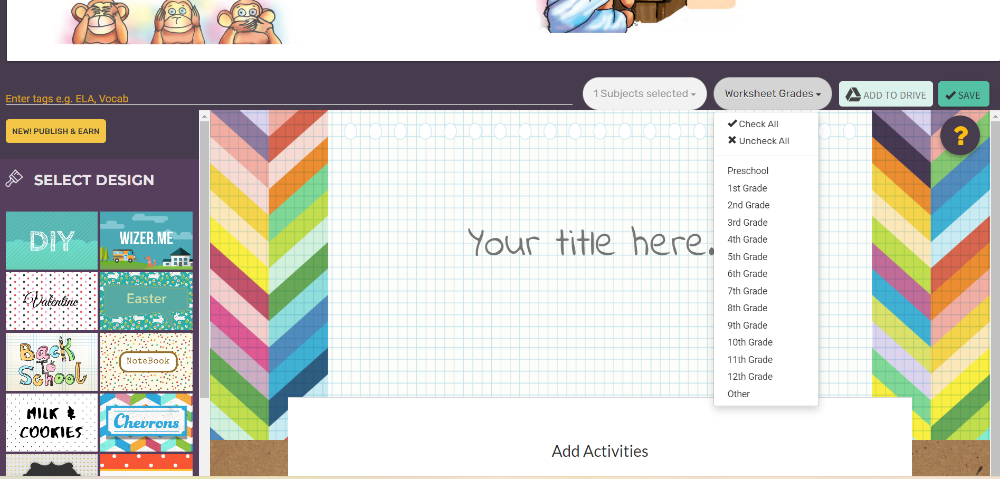 Enter tags e.g. ELA, Vocab
1 Subjects selected
Worksheet Grades
ADD TO DRIVE
SAVE
NEW! PUBLISH & EARN
SELECT DESIGN
DIY
WIZER.ME
Valentine
Easter
Back
To
School
NoteBook
MILK &
COOKIES
Chevrons
Your title here.
?
Check All
Uncheck All
Preschool
1st Grade
2nd Grade
3rd Grade
4th Grade
5th Grade
6th Grade
7th Grade
8th Grade
9th Grade
10th Grade
11th Grade
12th Grade
Other
Add Activities